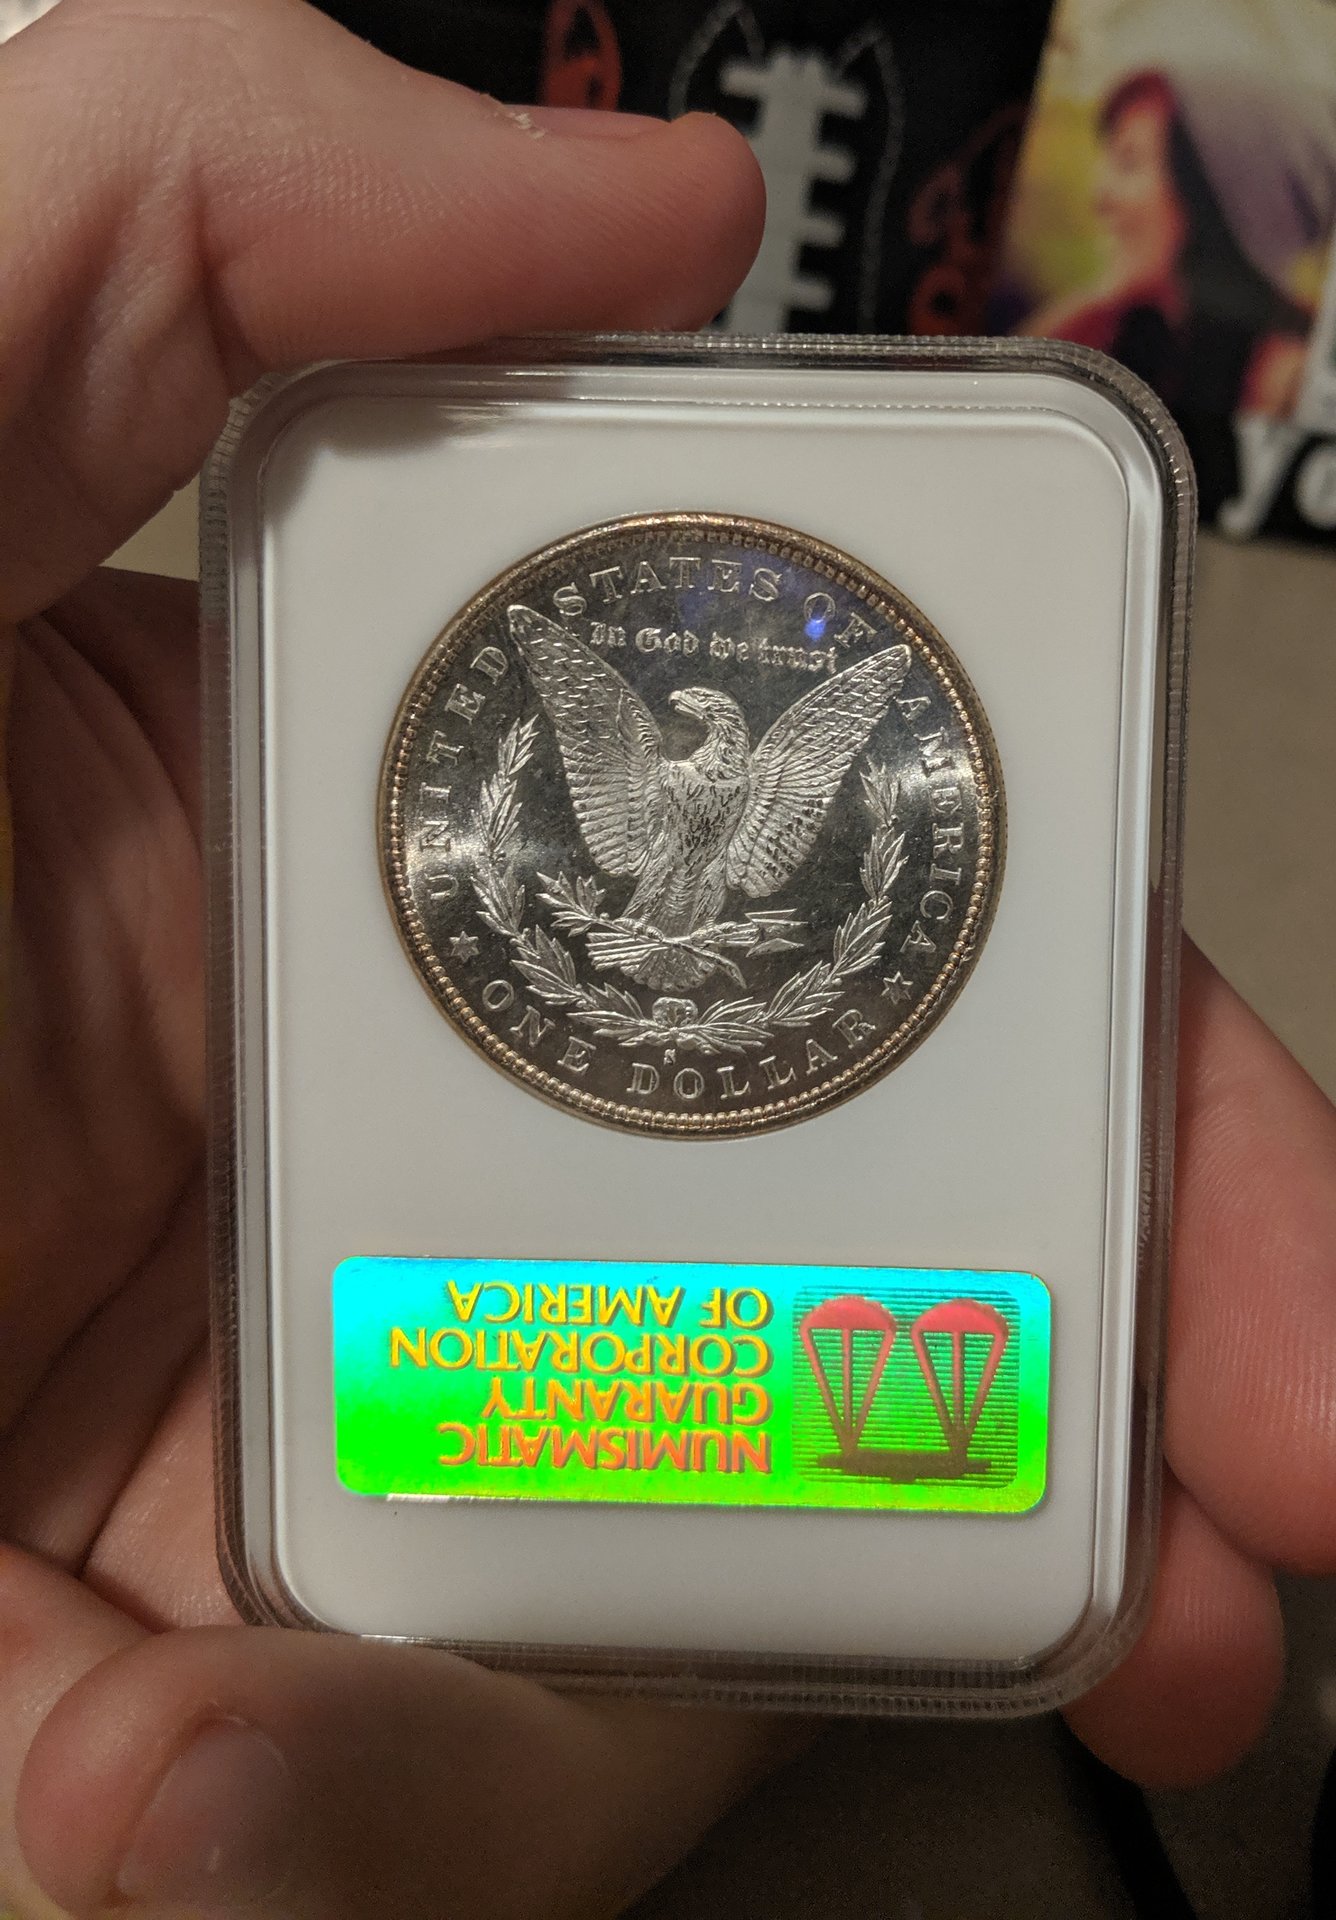 UNITED STATES OF AMERICA
In God we trust
S
ONE DOLLAR
NUMISMATIC
GUARANTY
CORPORATION
OF AMERICA